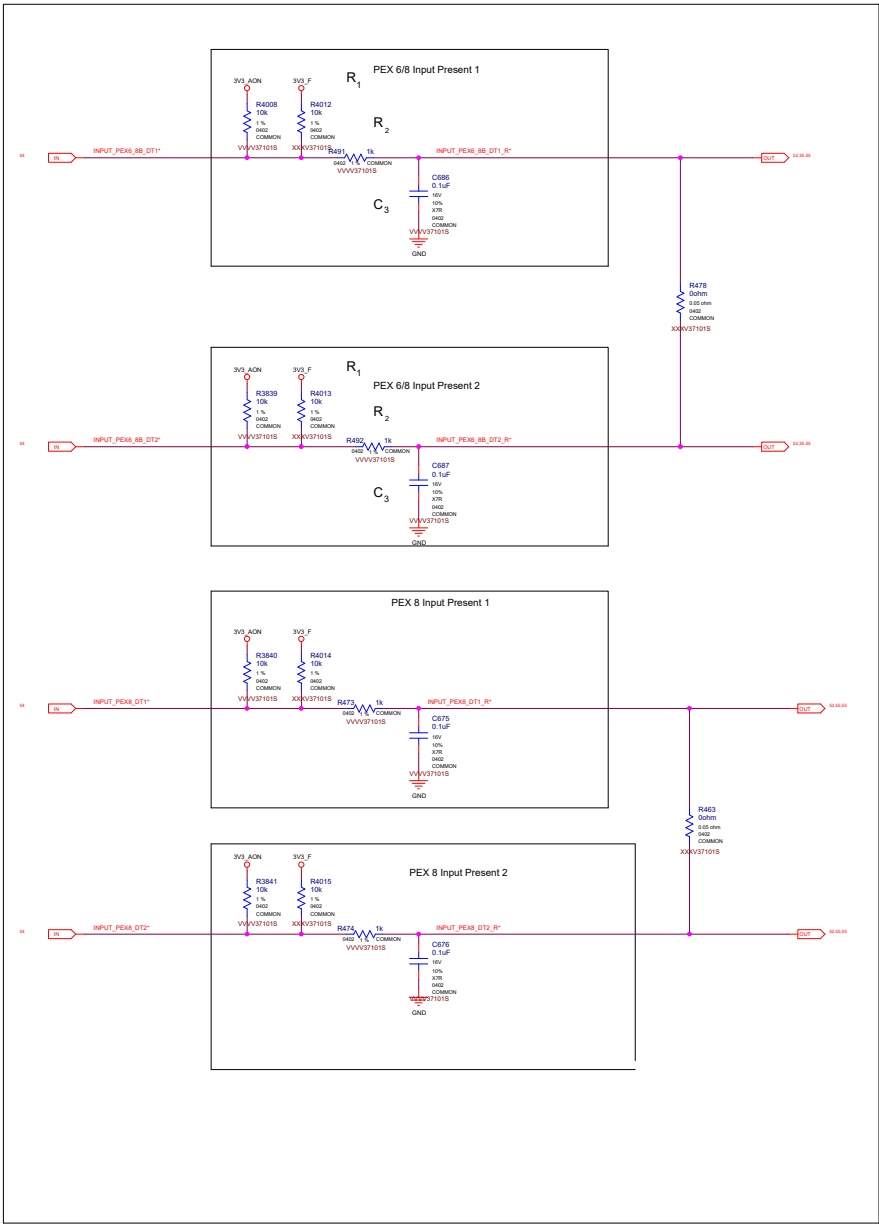 PEX 6/8 Input Present 1
3V3_AON
3V3_F
R1
R4008
10k
1 %
0402
COMMON
VVVV37101S
R4012
10k
1 %
0402
COMMON
XXXV37101S
R2
IN
INPUT_PEX6_8B_DT1*
R491
1k
0402
1 %
COMMON
VVVV37101S
INPUT_PEX6_8B_DT1_R*
OUT
C3
C686
0.1uF
16V
10%
X7R
0402
COMMON
VVVV37101S
GND
R478
0ohm
0.05 ohm
0402
COMMON
XXXV37101S
R1
3V3_AON
3V3_F
PEX 6/8 Input Present 2
R3839
10k
1 %
0402
COMMON
VVVV37101S
R4013
10k
1 %
0402
COMMON
XXXV37101S
R2
IN
INPUT_PEX6_8B_DT2*
R492
1k
0402
1 %
COMMON
VVVV37101S
INPUT_PEX6_8B_DT2_R*
OUT
C3
C687
0.1uF
16V
10%
X7R
0402
COMMON
VVVV37101S
GND
PEX 8 Input Present 1
3V3_AON
3V3_F
R3840
10k
1 %
0402
COMMON
VVVV37101S
R4014
10k
1 %
0402
COMMON
XXXV37101S
IN
INPUT_PEX8_DT1*
R473
1k
0402
1 %
COMMON
VVVV37101S
INPUT_PEX8_DT1_R*
OUT
C675
0.1uF
16V
10%
X7R
0402
COMMON
VVVV37101S
GND
R463
0ohm
0.05 ohm
0402
COMMON
XXXV37101S
3V3_AON
3V3_F
PEX 8 Input Present 2
R3841
10k
1 %
0402
COMMON
VVVV37101S
R4015
10k
1 %
0402
COMMON
XXXV37101S
IN
INPUT_PEX8_DT2*
R474
1k
0402
1 %
COMMON
VVVV37101S
INPUT_PEX8_DT2_R*
OUT
C676
0.1uF
16V
10%
X7R
0402
COMMON
VVVV37101S
GND